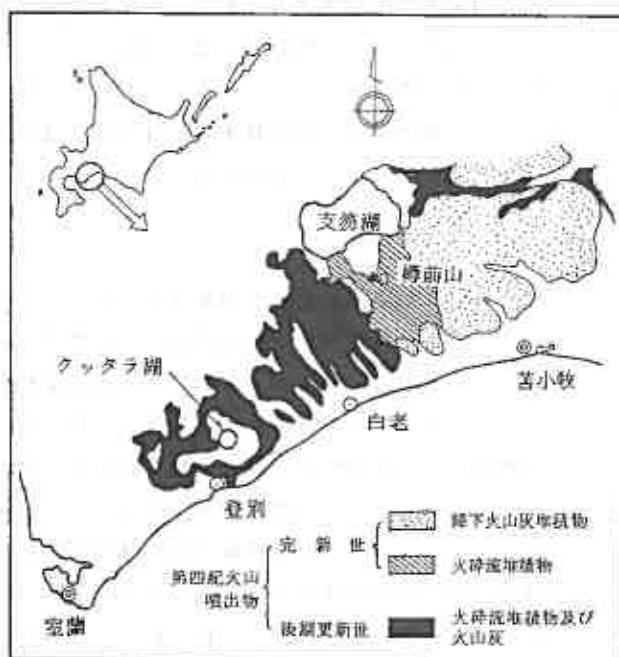 支笏湖
樽前山
クッタラ湖
苫小牧
白老
登別
室蘭
第四紀火山
噴出物
完新世
降下火山灰堆積物
火砕流堆積物
後期更新世
火砕流堆積物及び
火山灰